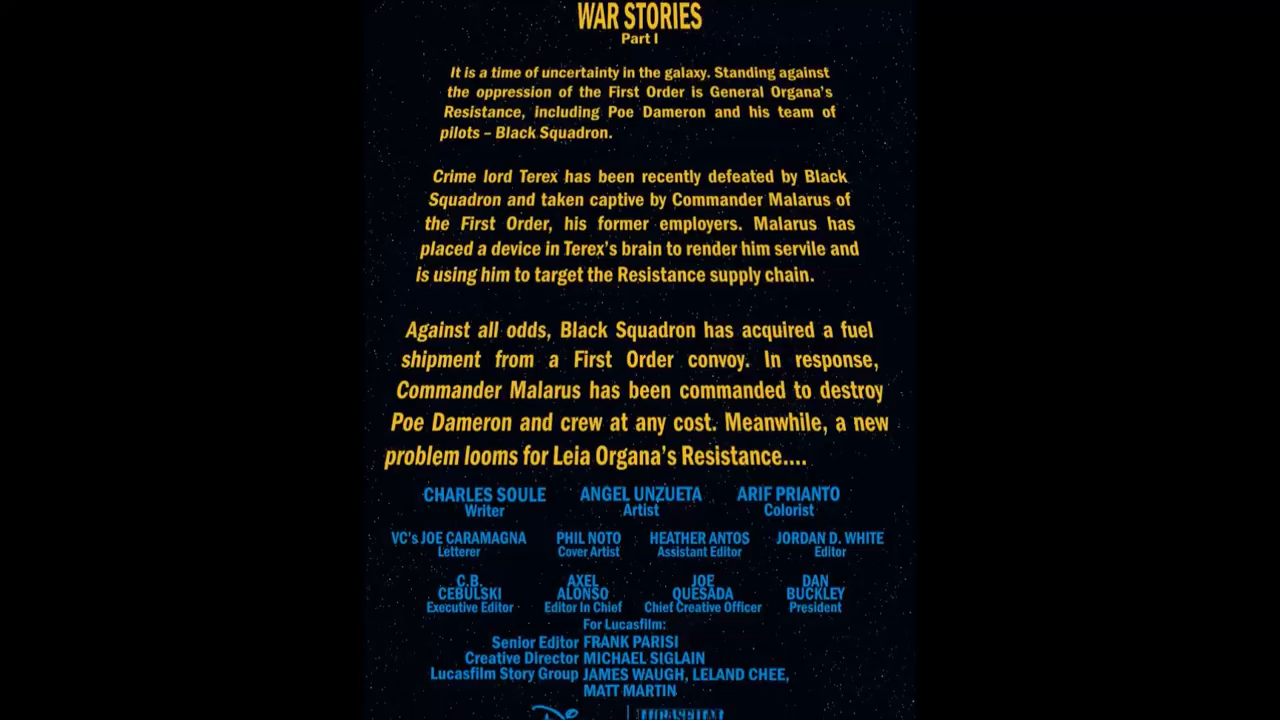 WAR STORIES
Part I
It is a time of uncertainty in the galaxy. Standing against
the oppression of the First Order is General Organa's
Resistance, including Poe Dameron and his team of
pilots – Black Squadron.
Crime lord Terex has been recently defeated by Black
Squadron and taken captive by Commander Malarus of
the First Order, his former employers. Malarus has
placed a device in Terex's brain to render him servile and
is using him to target the Resistance supply chain.
Against all odds, Black Squadron has acquired a fuel
shipment from a First Order convoy. In response,
Commander Malarus has been commanded to destroy
Poe Dameron and crew at any cost. Meanwhile, a new
problem looms for Leia Organa's Resistance....
CHARLES SOULE ANGEL UNZUETA ARIF PRIANTO
Writer Artist Colorist
VC's JOE CARAMAGNA PHIL NOTO HEATHER ANTOS JORDAN D. WHITE
Letterer Cover Artist Assistant Editor Editor
C.B. AXEL JOE DAN
CEBULSKI ALONSO QUESADA BUCKLEY
Executive Editor Editor In Chief Chief Creative Officer President
For Lucasfilm:
Senior Editor FRANK PARISI
Creative Director MICHAEL SIGLAIN
Lucasfilm Story Group JAMES WAUGH, LELAND CHEE,
MATT MARTIN